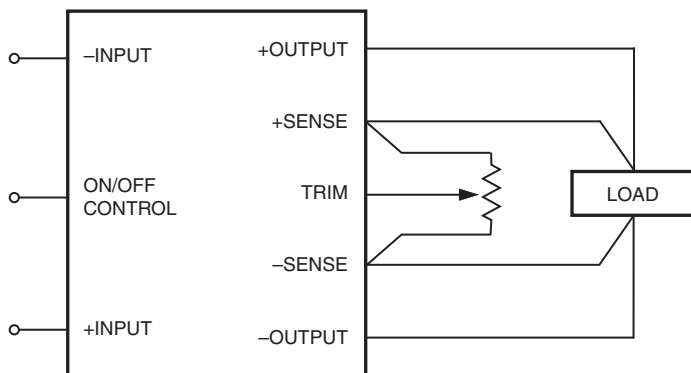 –INPUT
+OUTPUT
+SENSE
ON/OFF
CONTROL
TRIM
LOAD
–SENSE
+INPUT
–OUTPUT